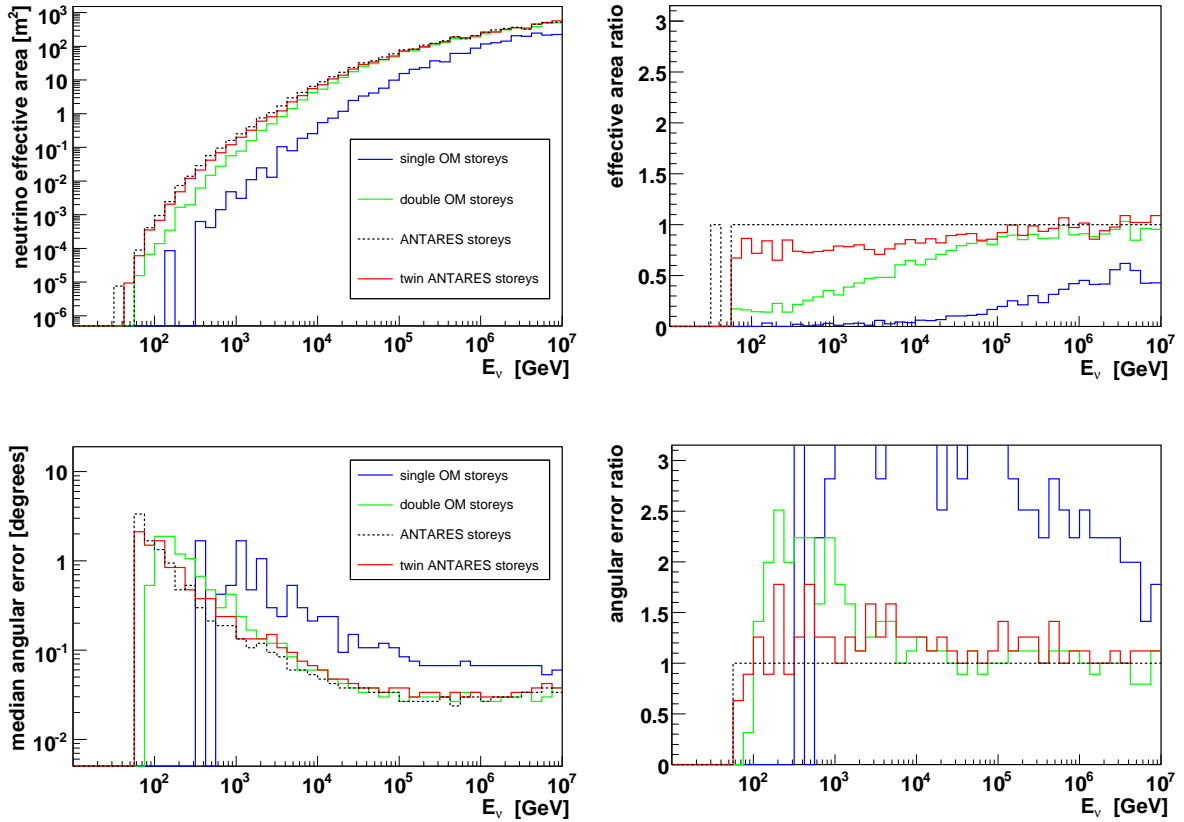 neutrino effective area [m²]
10³
10²
10
1
10⁻¹
10⁻²
10⁻³
10⁻⁴
10⁻⁵
10⁻⁶
single OM storeys
double OM storeys
ANTARES storeys
twin ANTARES storeys
10² 10³ 10⁴ 10⁵ 10⁶ 10⁷
Eν [GeV]
effective area ratio
3
2.5
2
1.5
1
0.5
0
10² 10³ 10⁴ 10⁵ 10⁶ 10⁷
Eν [GeV]
median angular error [degrees]
10
1
10⁻¹
10⁻²
single OM storeys
double OM storeys
ANTARES storeys
twin ANTARES storeys
10² 10³ 10⁴ 10⁵ 10⁶ 10⁷
Eν [GeV]
angular error ratio
3
2.5
2
1.5
1
0.5
0
10² 10³ 10⁴ 10⁵ 10⁶ 10⁷
Eν [GeV]